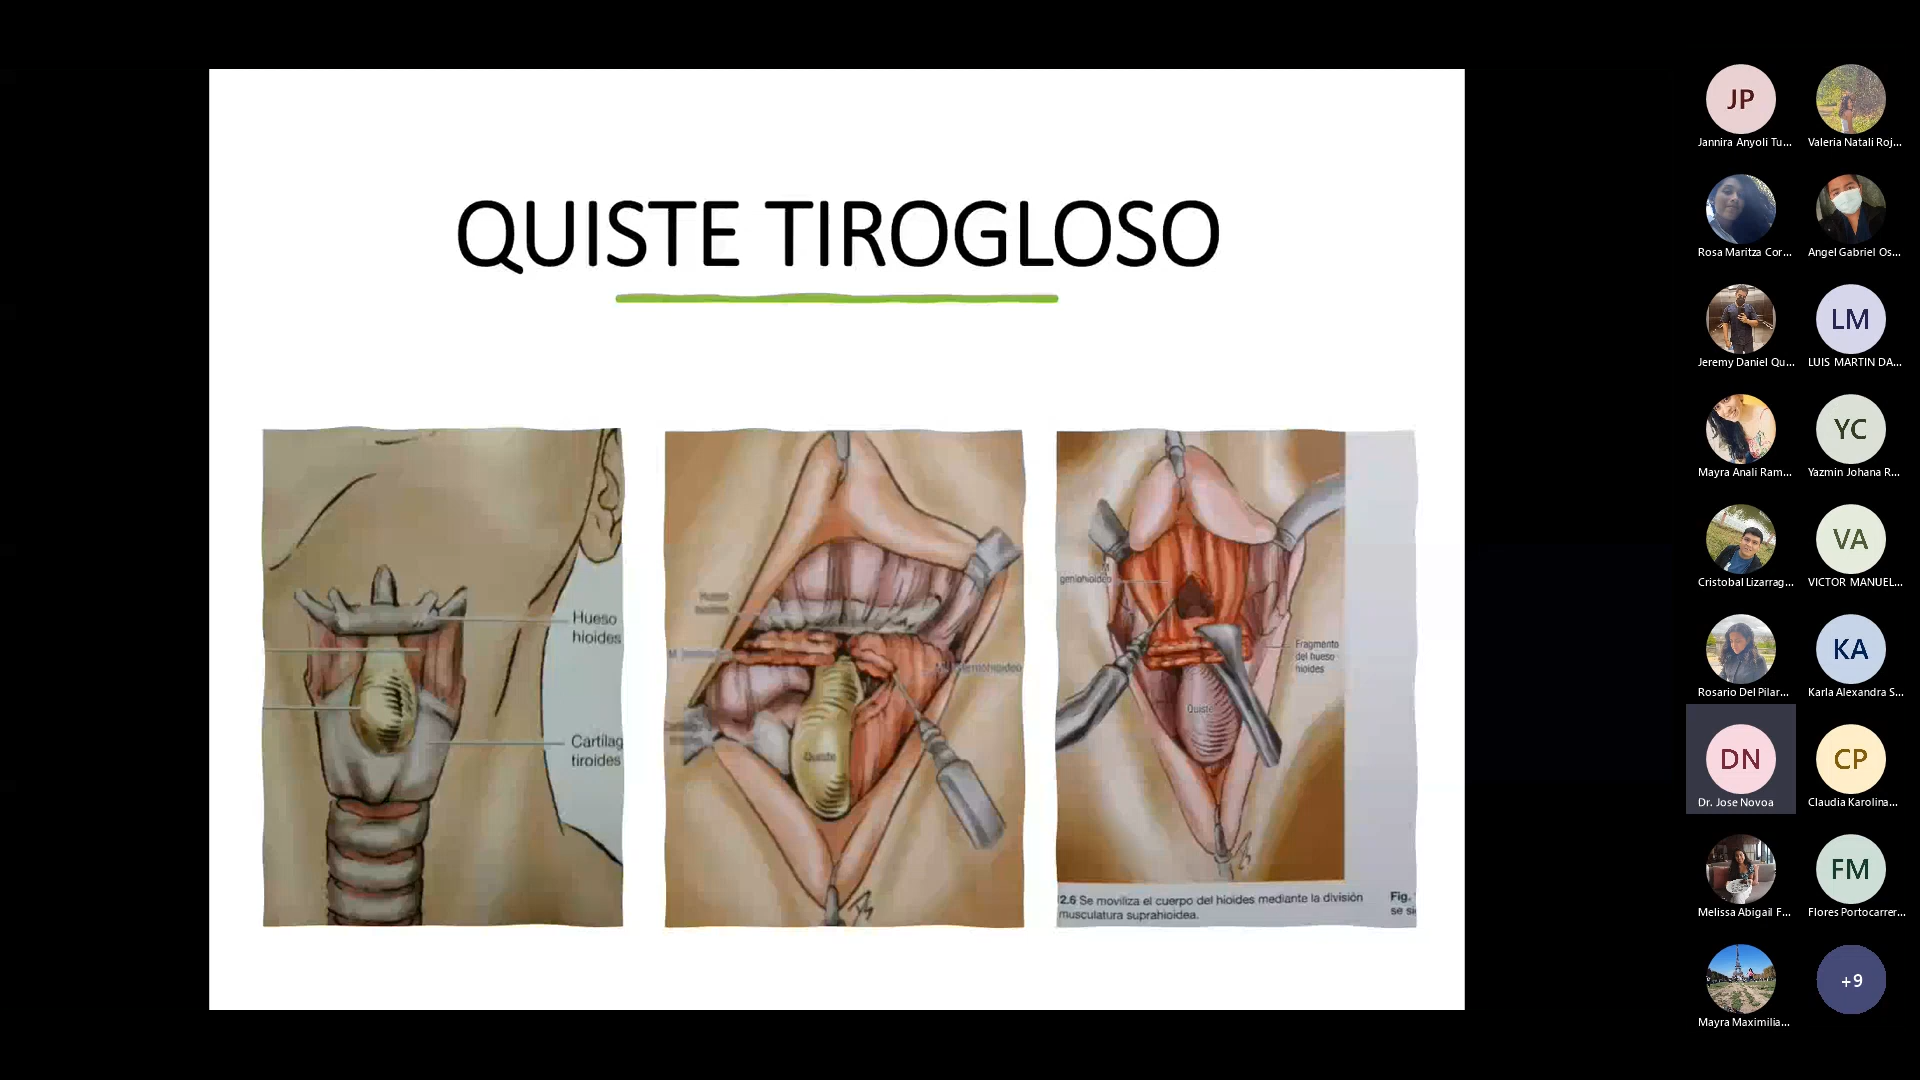 QUISTE TIROGLOSO
Hueso
hioides
Cartílag
tiroides
Quiste
M
geniohioideo
Fragmento
del hueso
hioides
Quiste
2.6 Se moviliza el cuerpo del hioides mediante la división
musculatura suprahioidea.
Fig.
JP
Jannira Anyoli Tu...
Valeria Natali Roj...
Rosa Maritza Cor...
Angel Gabriel Os...
Jeremy Daniel Qu...
LM
LUIS MARTIN DA...
Mayra Anali Ram...
YC
Yazmin Johana R...
Cristobal Lizarrag...
VA
VICTOR MANUEL...
Rosario Del Pilar...
KA
Karla Alexandra S...
DN
Dr. Jose Novoa
CP
Claudia Karolina...
Melissa Abigail F...
FM
Flores Portocarrer...
Mayra Maximilia...
+9